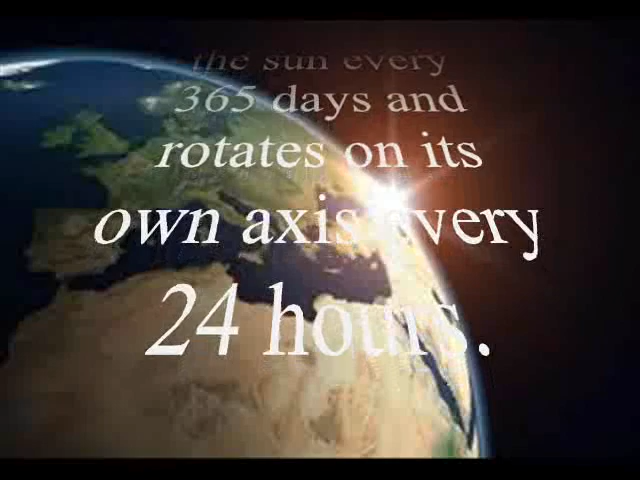 the sun every
365 days and
rotates on its
own axis every
24 hours.